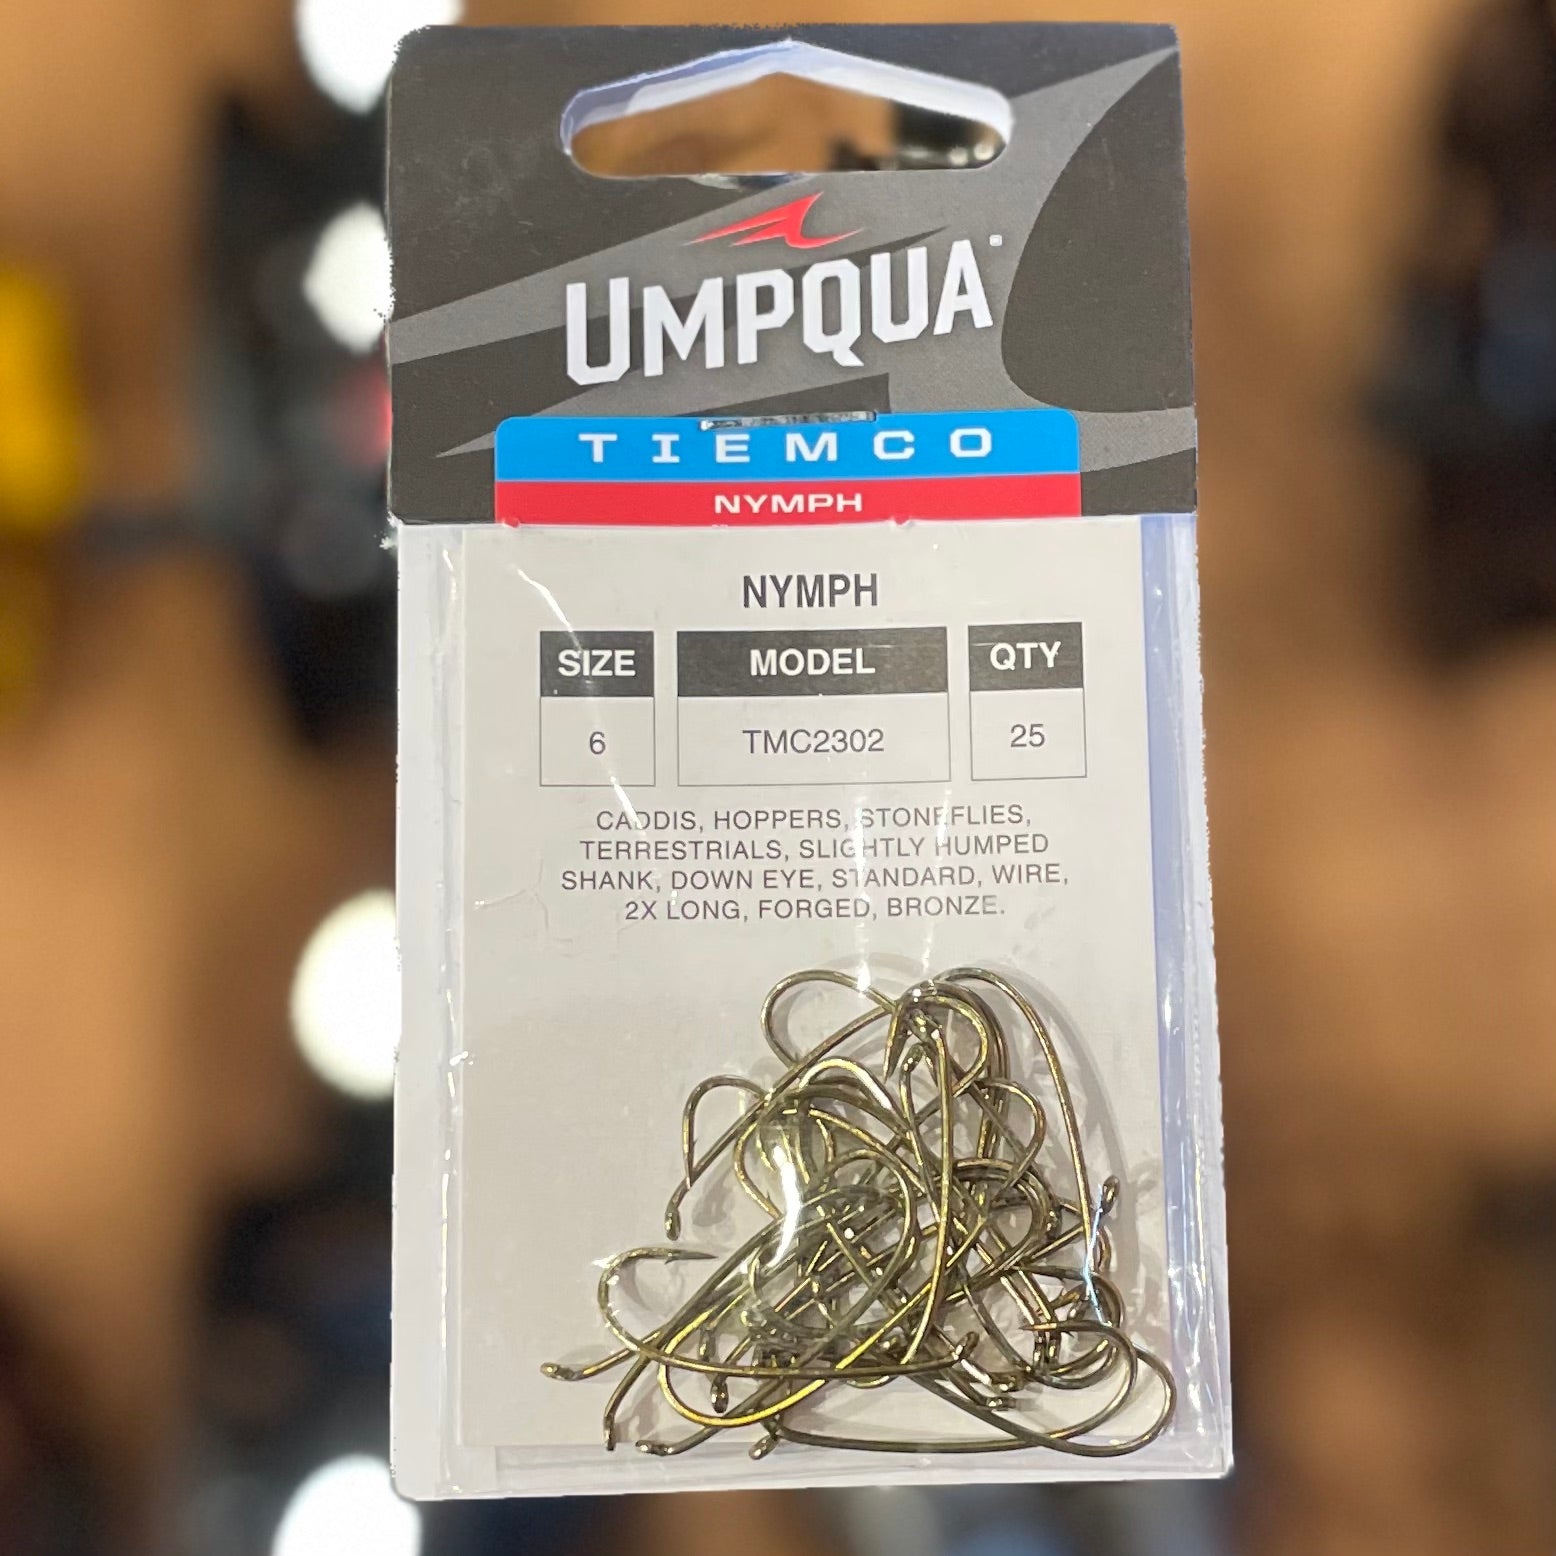 UMPQUA®
TIEMCO
NYMPH
NYMPH
SIZE MODEL QTY
6 TMC2302 25
CADDIS, HOPPERS, STONEFLIES,
TERRESTRIALS, SLIGHTLY HUMPED
SHANK, DOWN EYE, STANDARD, WIRE,
2X LONG, FORGED, BRONZE.